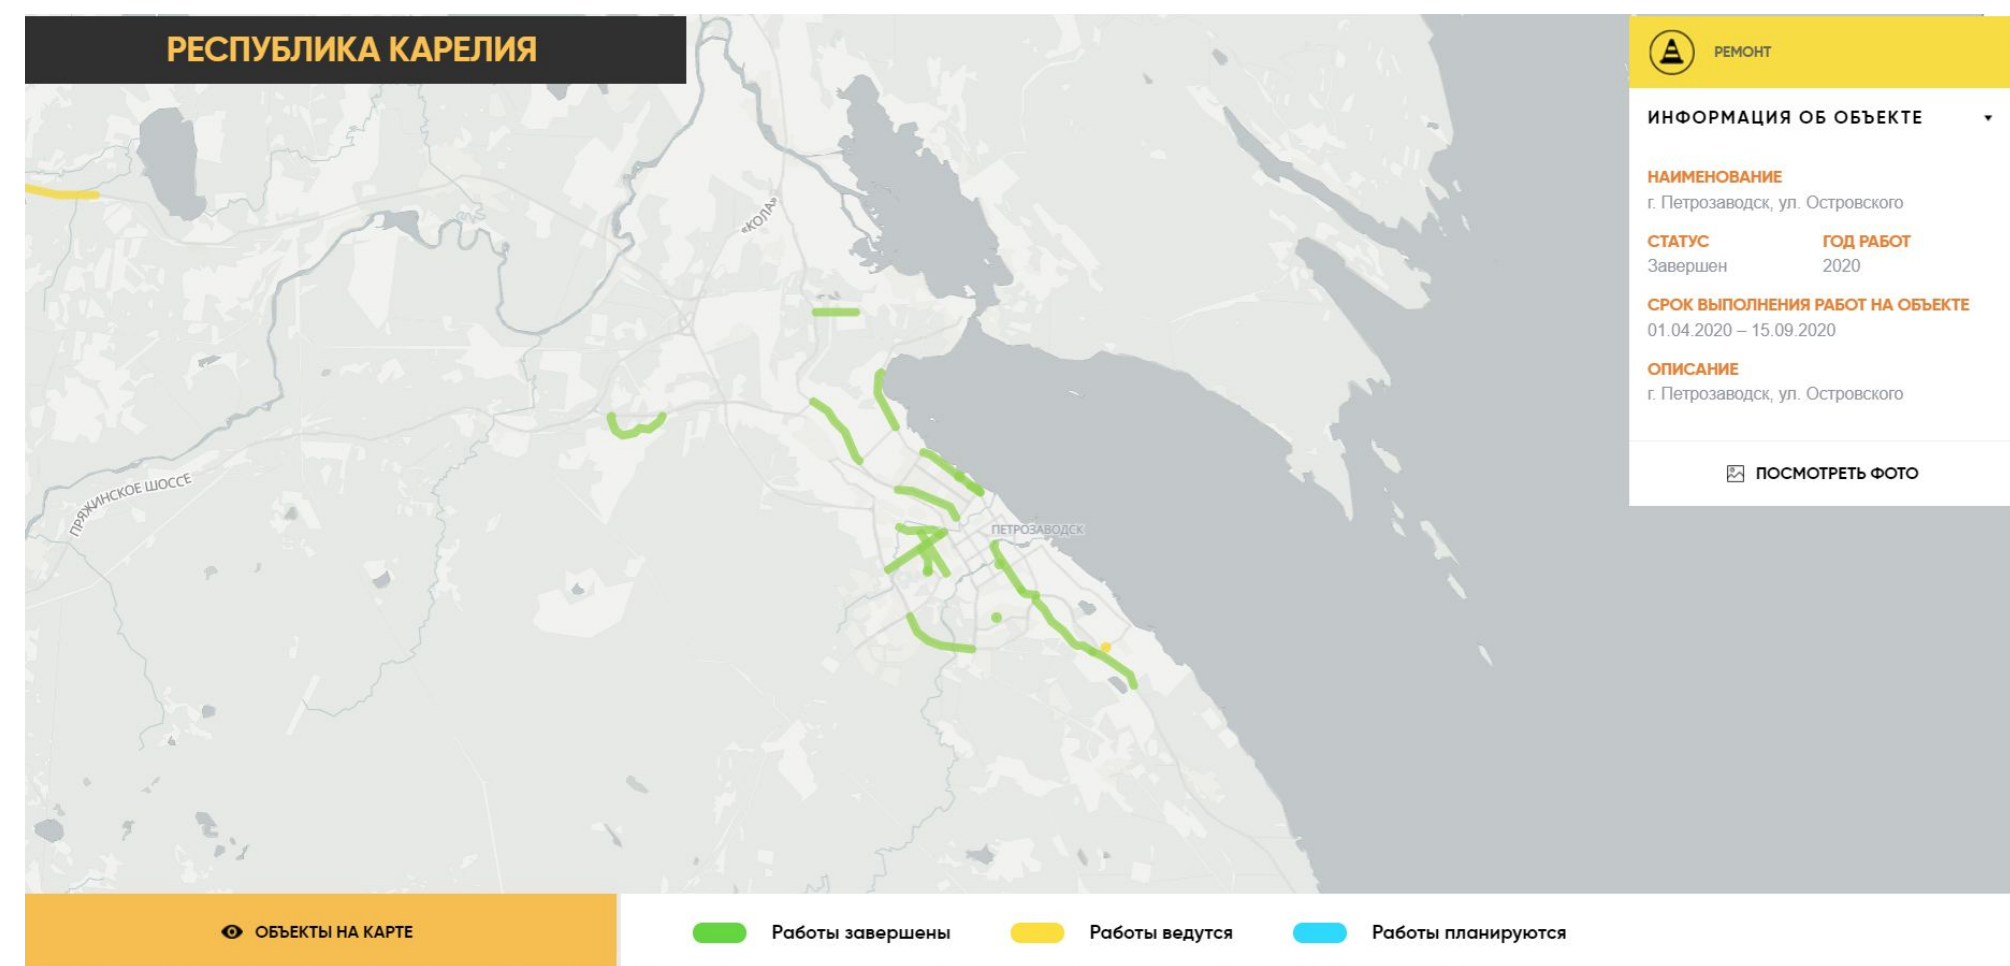 РЕСПУБЛИКА КАРЕЛИЯ
РЕМОНТ
ИНФОРМАЦИЯ ОБ ОБЪЕКТЕ
НАИМЕНОВАНИЕ
г. Петрозаводск, ул. Островского
СТАТУС ГОД РАБОТ
Завершен 2020
СРОК ВЫПОЛНЕНИЯ РАБОТ НА ОБЪЕКТЕ
01.04.2020 – 15.09.2020
ОПИСАНИЕ
г. Петрозаводск, ул. Островского
ПОСМОТРЕТЬ ФОТО
«КОЛА»
ПРЯЖИНСКОЕ ШОССЕ
ПЕТРОЗАВОДСК
ОБЪЕКТЫ НА КАРТЕ
Работы завершены Работы ведутся Работы планируются